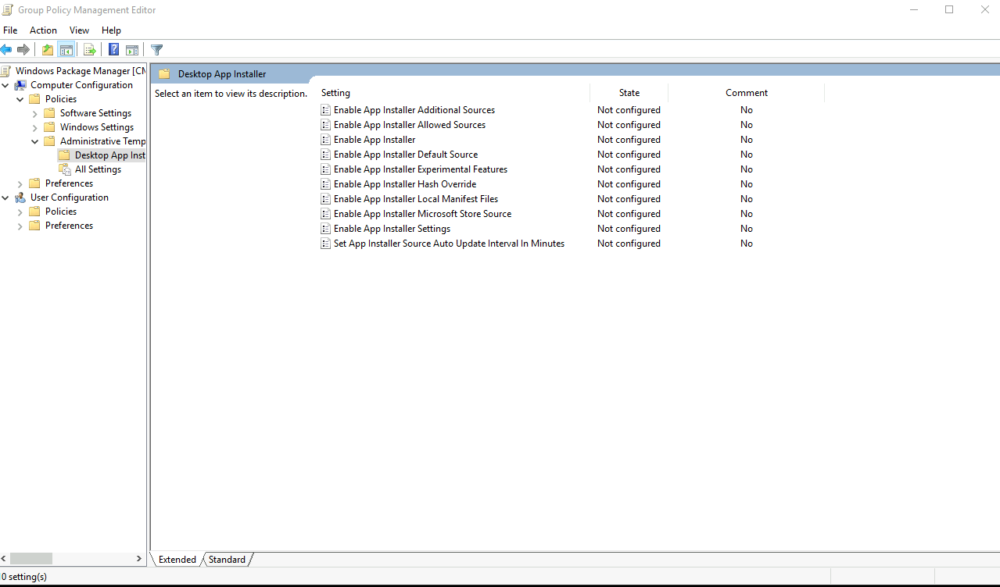 Group Policy Management Editor
File Action View Help
Windows Package Manager [CN
Computer Configuration
Policies
Software Settings
Windows Settings
Administrative Temp
Desktop App Inst
All Settings
Preferences
User Configuration
Policies
Preferences
Desktop App Installer
Select an item to view its description.
Setting State Comment
Enable App Installer Additional Sources Not configured No
Enable App Installer Allowed Sources Not configured No
Enable App Installer Not configured No
Enable App Installer Default Source Not configured No
Enable App Installer Experimental Features Not configured No
Enable App Installer Hash Override Not configured No
Enable App Installer Local Manifest Files Not configured No
Enable App Installer Microsoft Store Source Not configured No
Enable App Installer Settings Not configured No
Set App Installer Source Auto Update Interval In Minutes Not configured No
Extended Standard
0 setting(s)